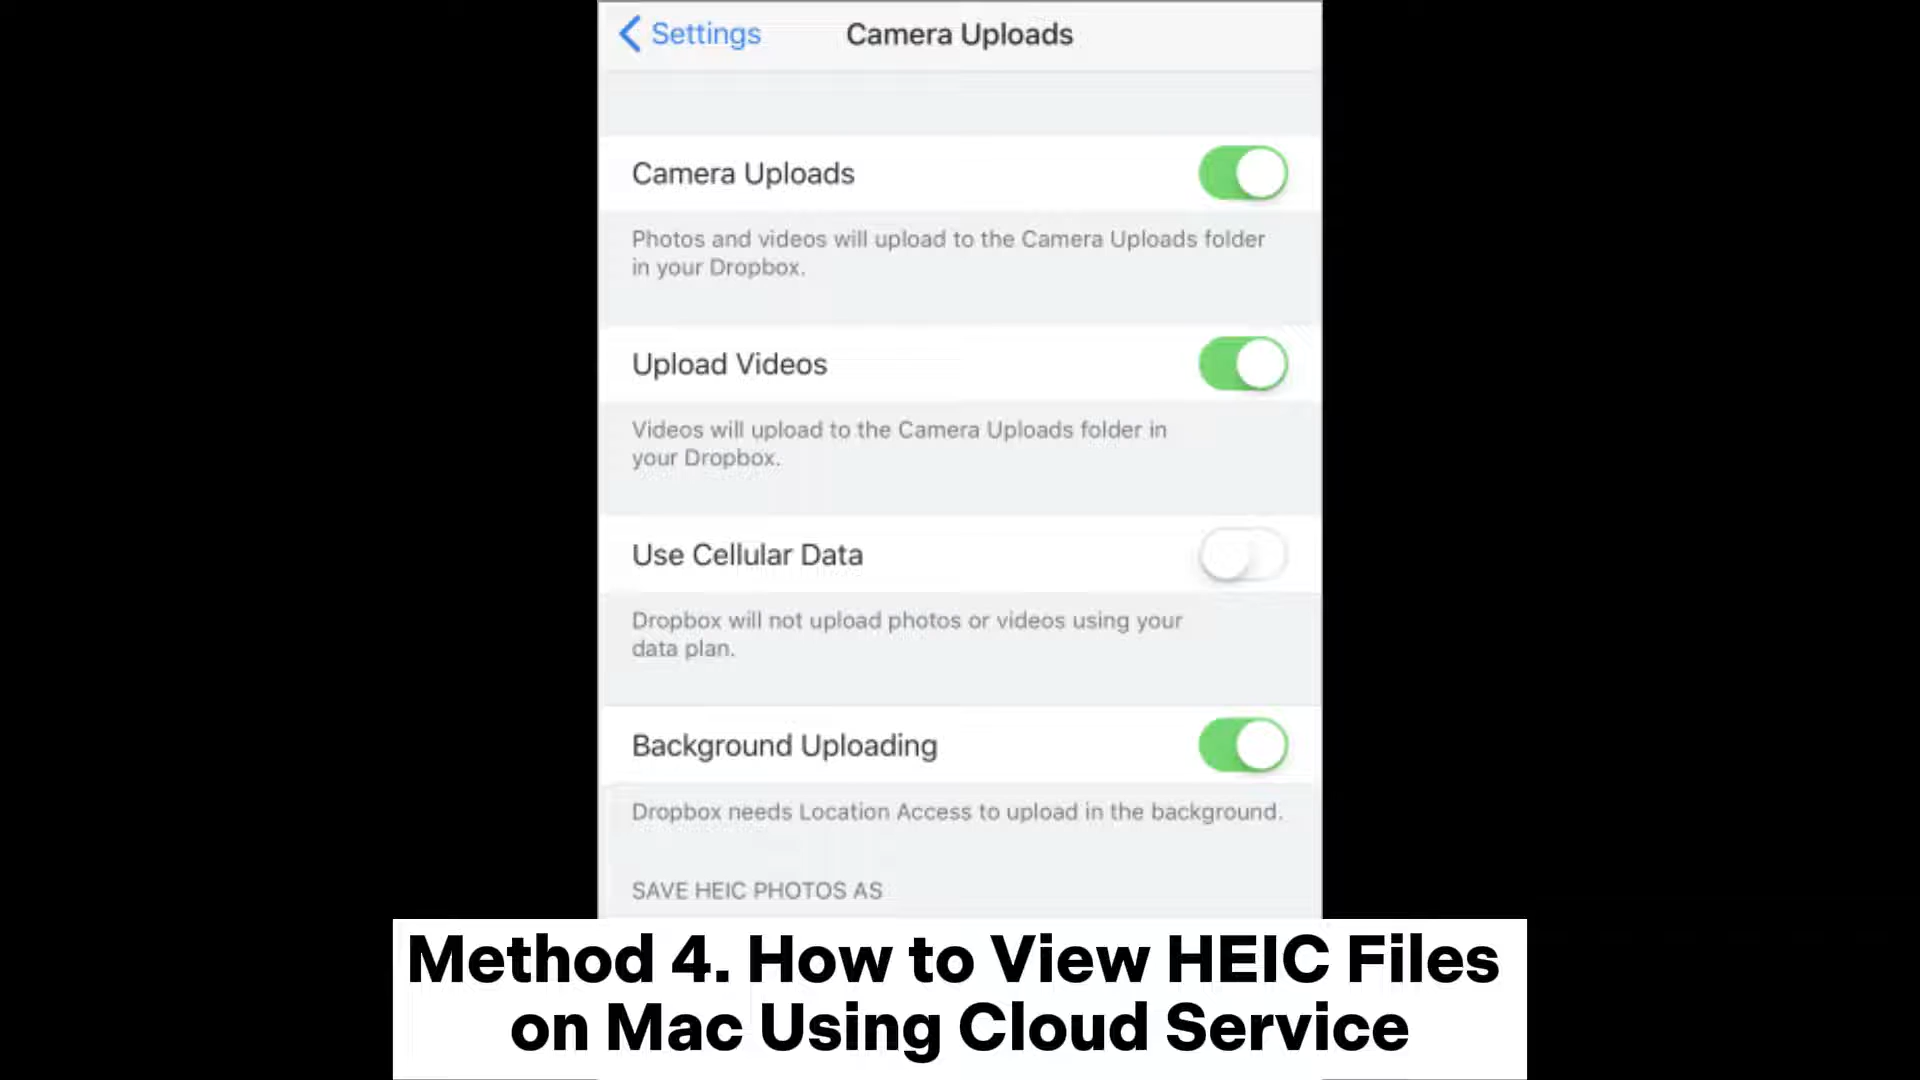 Settings
Camera Uploads
Camera Uploads
Photos and videos will upload to the Camera Uploads folder
in your Dropbox.
Upload Videos
Videos will upload to the Camera Uploads folder in
your Dropbox.
Use Cellular Data
Dropbox will not upload photos or videos using your
data plan.
Background Uploading
Dropbox needs Location Access to upload in the background.
SAVE HEIC PHOTOS AS
Method 4. How to View HEIC Files
on Mac Using Cloud Service